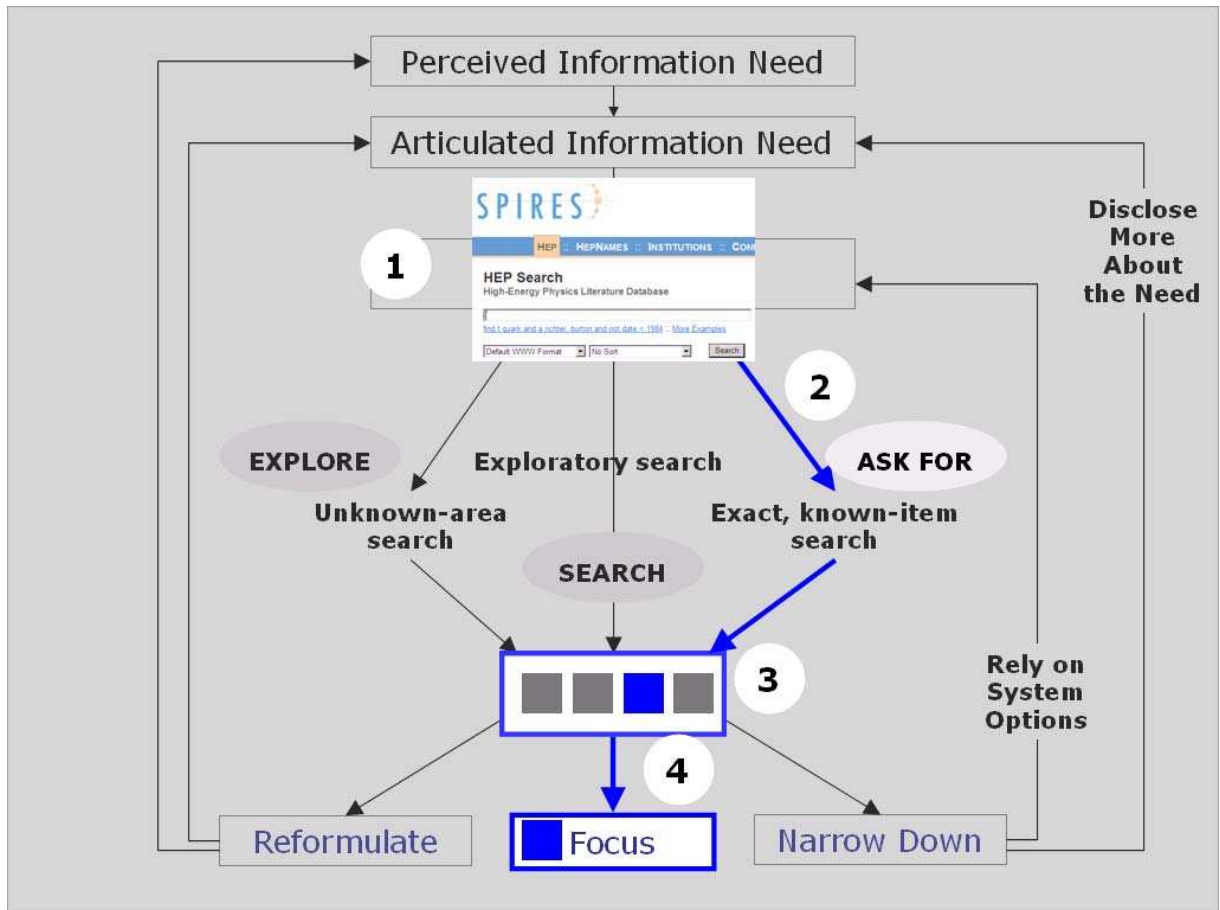 Perceived Information Need
Articulated Information Need
SPIRES
HEP :: HEPNAMES :: INSTITUTIONS :: CON
1
HEP Search
High-Energy Physics Literature Database
find t quark and a richter, burton and not date < 1984 :: More Examples
Default WWW Format
No Sort
Search
Disclose
More
About
the Need
2
EXPLORE
Exploratory search
ASK FOR
Unknown-area
search
Exact, known-item
search
SEARCH
3
Rely on
System
Options
4
Reformulate
Focus
Narrow Down